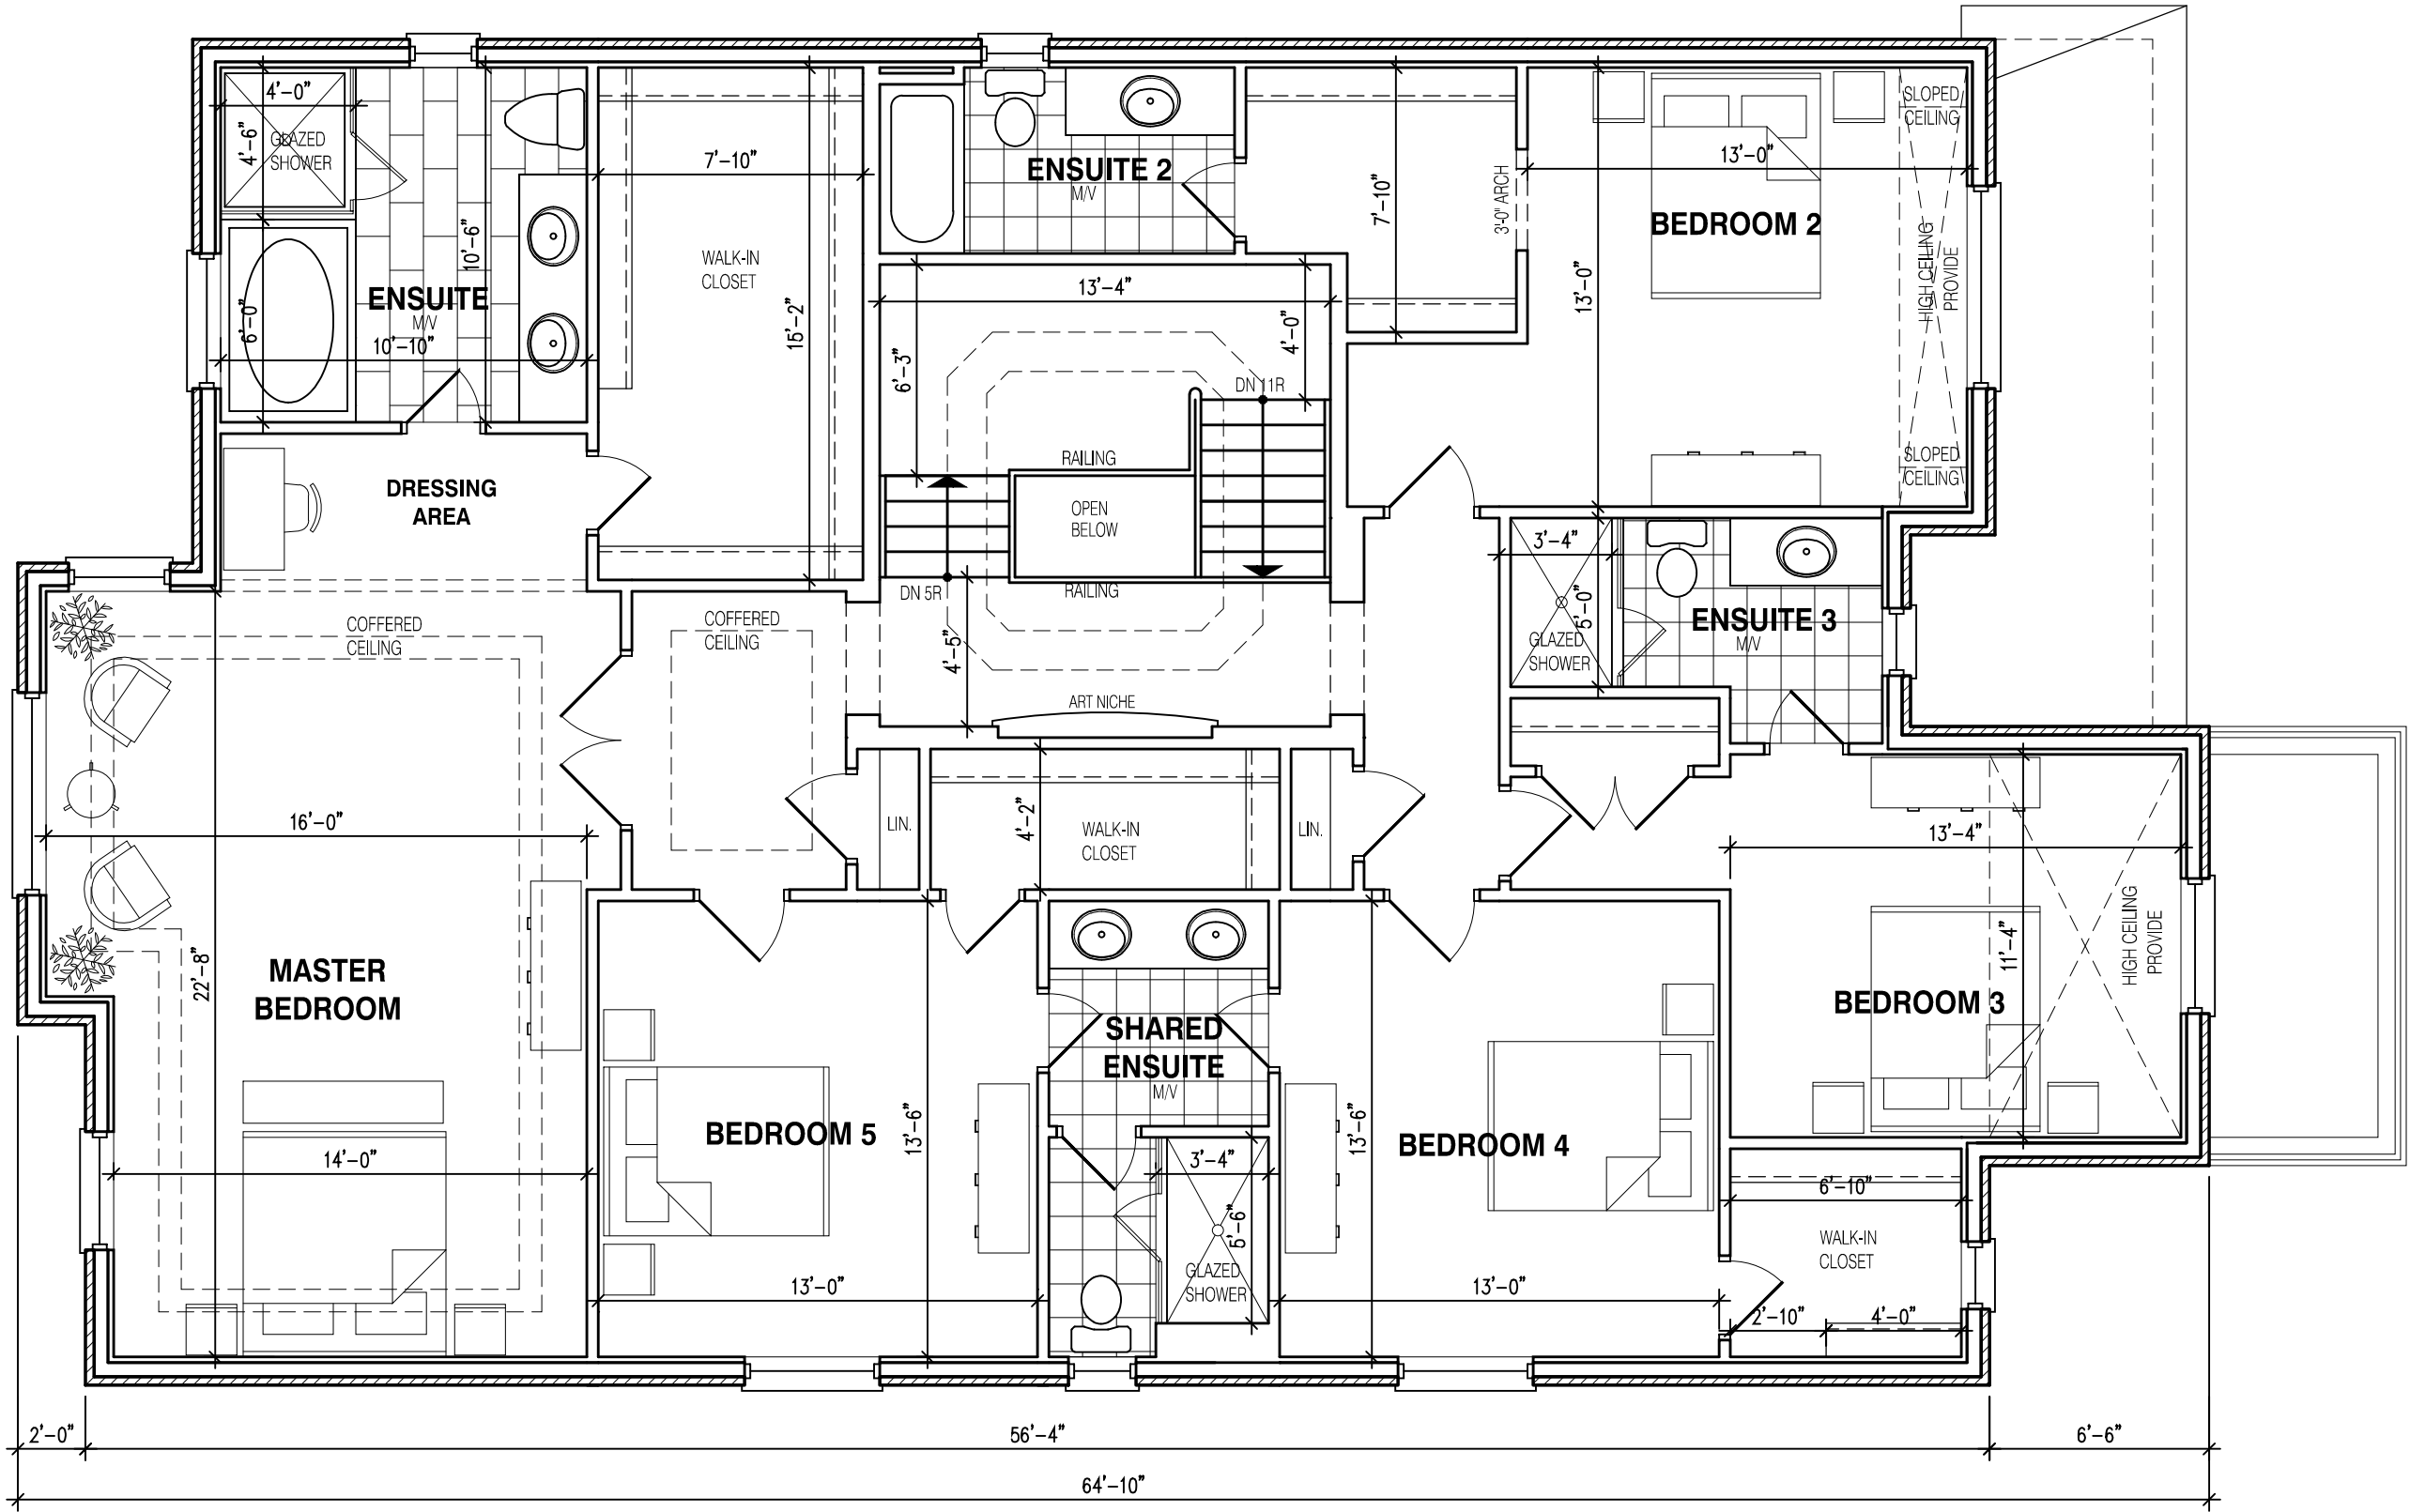 4'-0"
4'-6"
GLAZED
SHOWER
7'-10"
ENSUITE 2
M/V
7'-10"
3'-0" ARCH
13'-0"
SLOPED
CEILING
BEDROOM 2
10'-6"
WALK-IN
CLOSET
ENSUITE
M/V
6'-0"
10'-10"
15'-2"
13'-4"
6'-3"
4'-0"
13'-0"
HIGH CEILING
PROVIDE
DN 11R
RAILING
SLOPED
CEILING
DRESSING
AREA
OPEN
BELOW
3'-4"
DN 5R
RAILING
5'-0"
GLAZED
SHOWER
ENSUITE 3
M/V
COFFERED
CEILING
COFFERED
CEILING
4'-5"
ART NICHE
16'-0"
LIN.
4'-2"
WALK-IN
CLOSET
LIN.
13'-4"
HIGH CEILING
PROVIDE
11'-4"
MASTER
BEDROOM
22'-8"
BEDROOM 3
SHARED
ENSUITE
M/V
BEDROOM 5
13'-6"
13'-6"
BEDROOM 4
14'-0"
3'-4"
5'-6"
GLAZED
SHOWER
6'-10"
WALK-IN
CLOSET
13'-0"
13'-0"
2'-10"
4'-0"
2'-0"
56'-4"
6'-6"
64'-10"